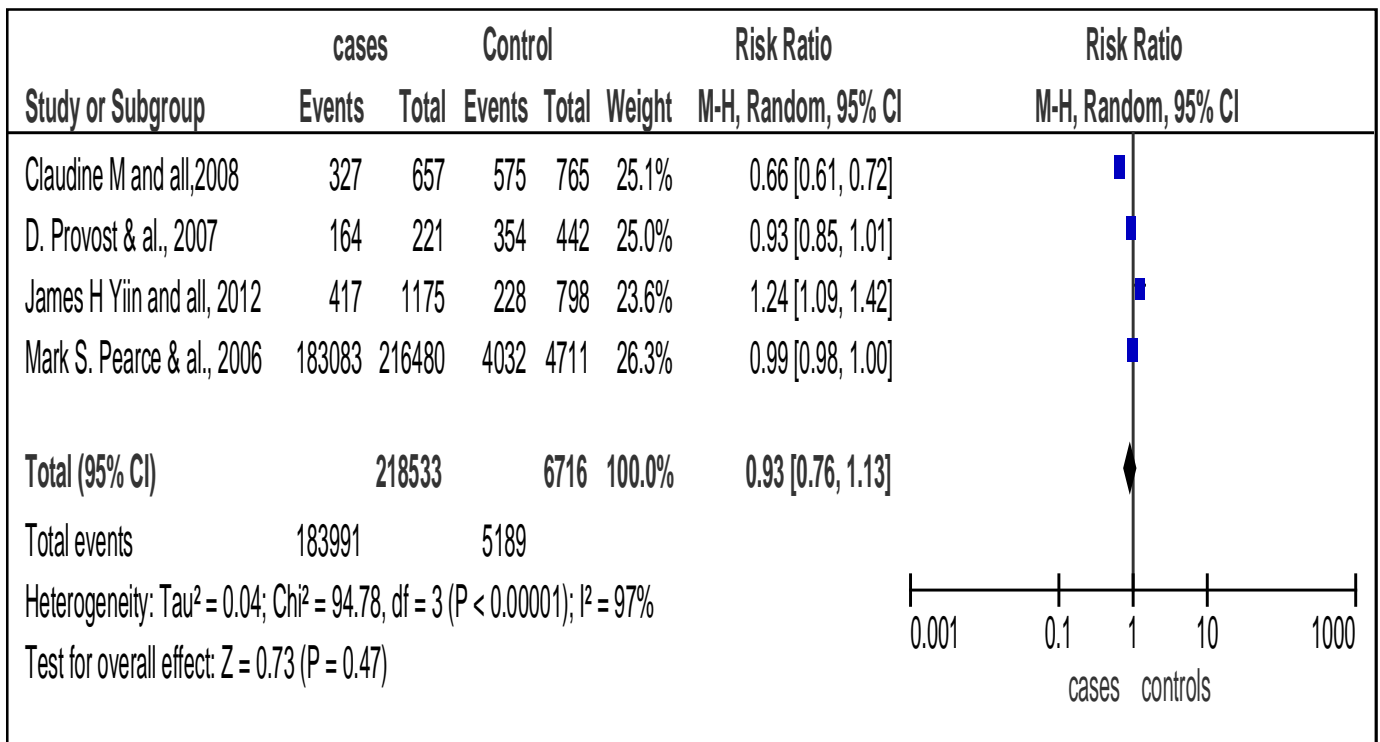 cases Control Risk Ratio Risk Ratio
Study or Subgroup Events Total Events Total Weight M-H, Random, 95% CI M-H, Random, 95% CI
Claudine M and all,2008 327 657 575 765 25.1% 0.66 [0.61, 0.72]
D. Provost & al., 2007 164 221 354 442 25.0% 0.93 [0.85, 1.01]
James H Yiin and all, 2012 417 1175 228 798 23.6% 1.24 [1.09, 1.42]
Mark S. Pearce & al., 2006 183083 216480 4032 4711 26.3% 0.99 [0.98, 1.00]
Total (95% CI) 218533 6716 100.0% 0.93 [0.76, 1.13]
Total events 183991 5189
Heterogeneity: Tau² = 0.04; Chi² = 94.78, df = 3 (P < 0.00001); I² = 97%
Test for overall effect: Z = 0.73 (P = 0.47)
0.001 0.1 1 10 1000
cases controls